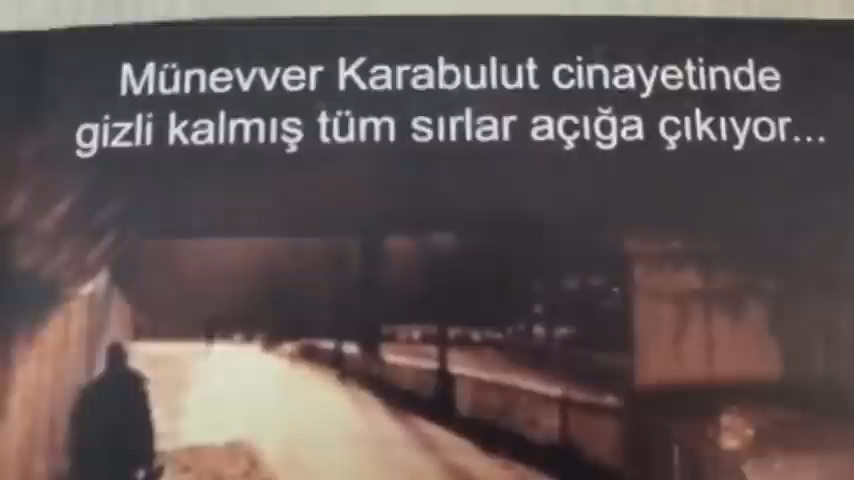 Münevver Karabulut cinayetinde
gizli kalmış tüm sırlar açığa çıkıyor...